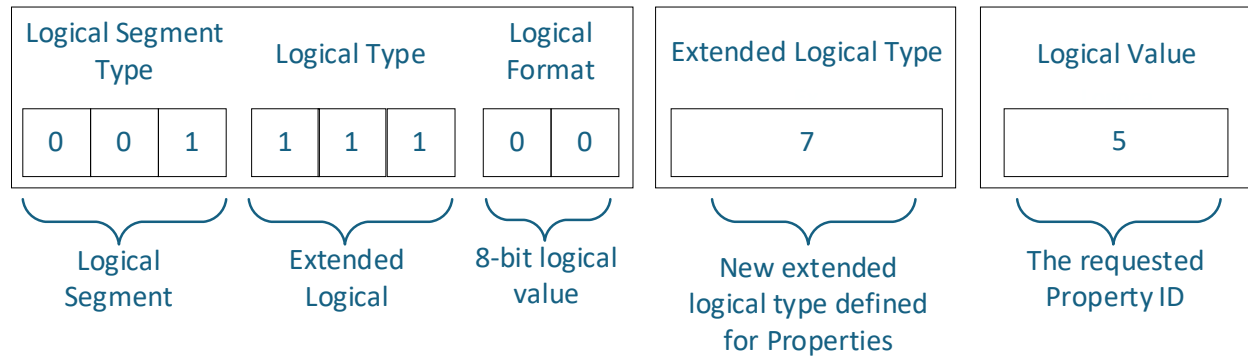 Logical Segment
Type
Logical Type
Logical
Format
Extended Logical Type
Logical Value
0 0 1
1 1 1
0 0
7
5
Logical
Segment
Extended
Logical
8-bit logical
value
New extended
logical type defined
for Properties
The requested
Property ID